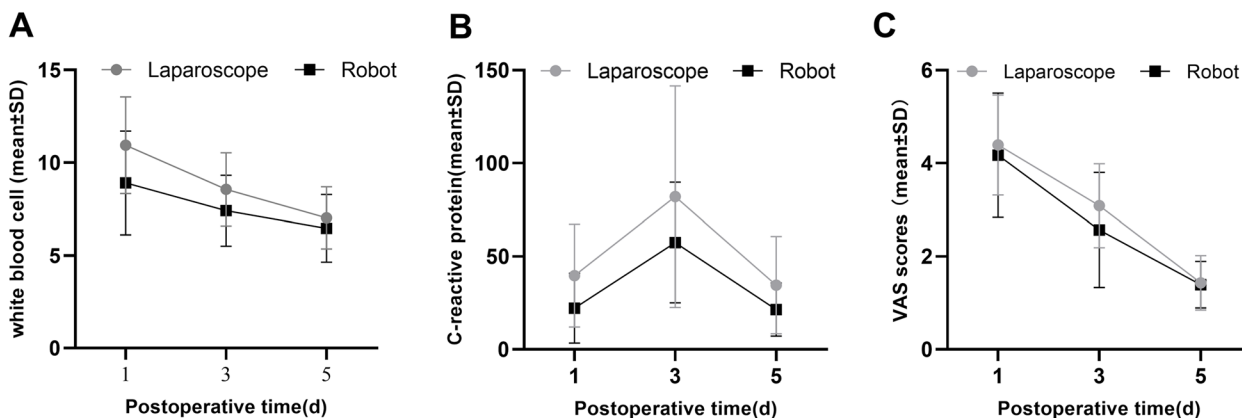 A
Laparoscope Robot
white blood cell (mean±SD)
15
10
5
0
1 3 5
Postoperative time(d)
B
Laparoscope Robot
C-reactive protein(mean±SD)
150
100
50
0
1 3 5
Postoperative time(d)
C
Laparoscope Robot
VAS scores (mean±SD)
6
4
2
0
1 3 5
Postoperative time(d)